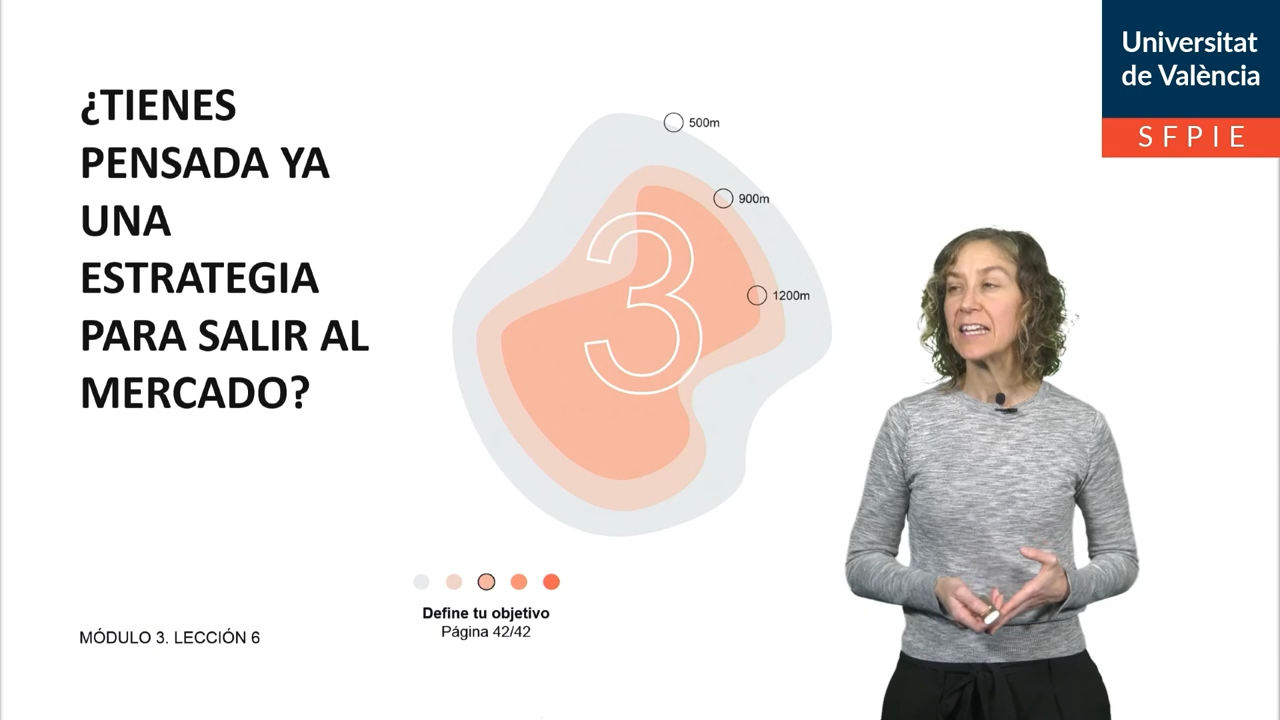 ¿TIENES
PENSADA YA
UNA
ESTRATEGIA
PARA SALIR AL
MERCADO?
MÓDULO 3. LECCIÓN 6
500m
900m
1200m
3
Define tu objetivo
Página 42/42
Universitat
de València
SFPIE